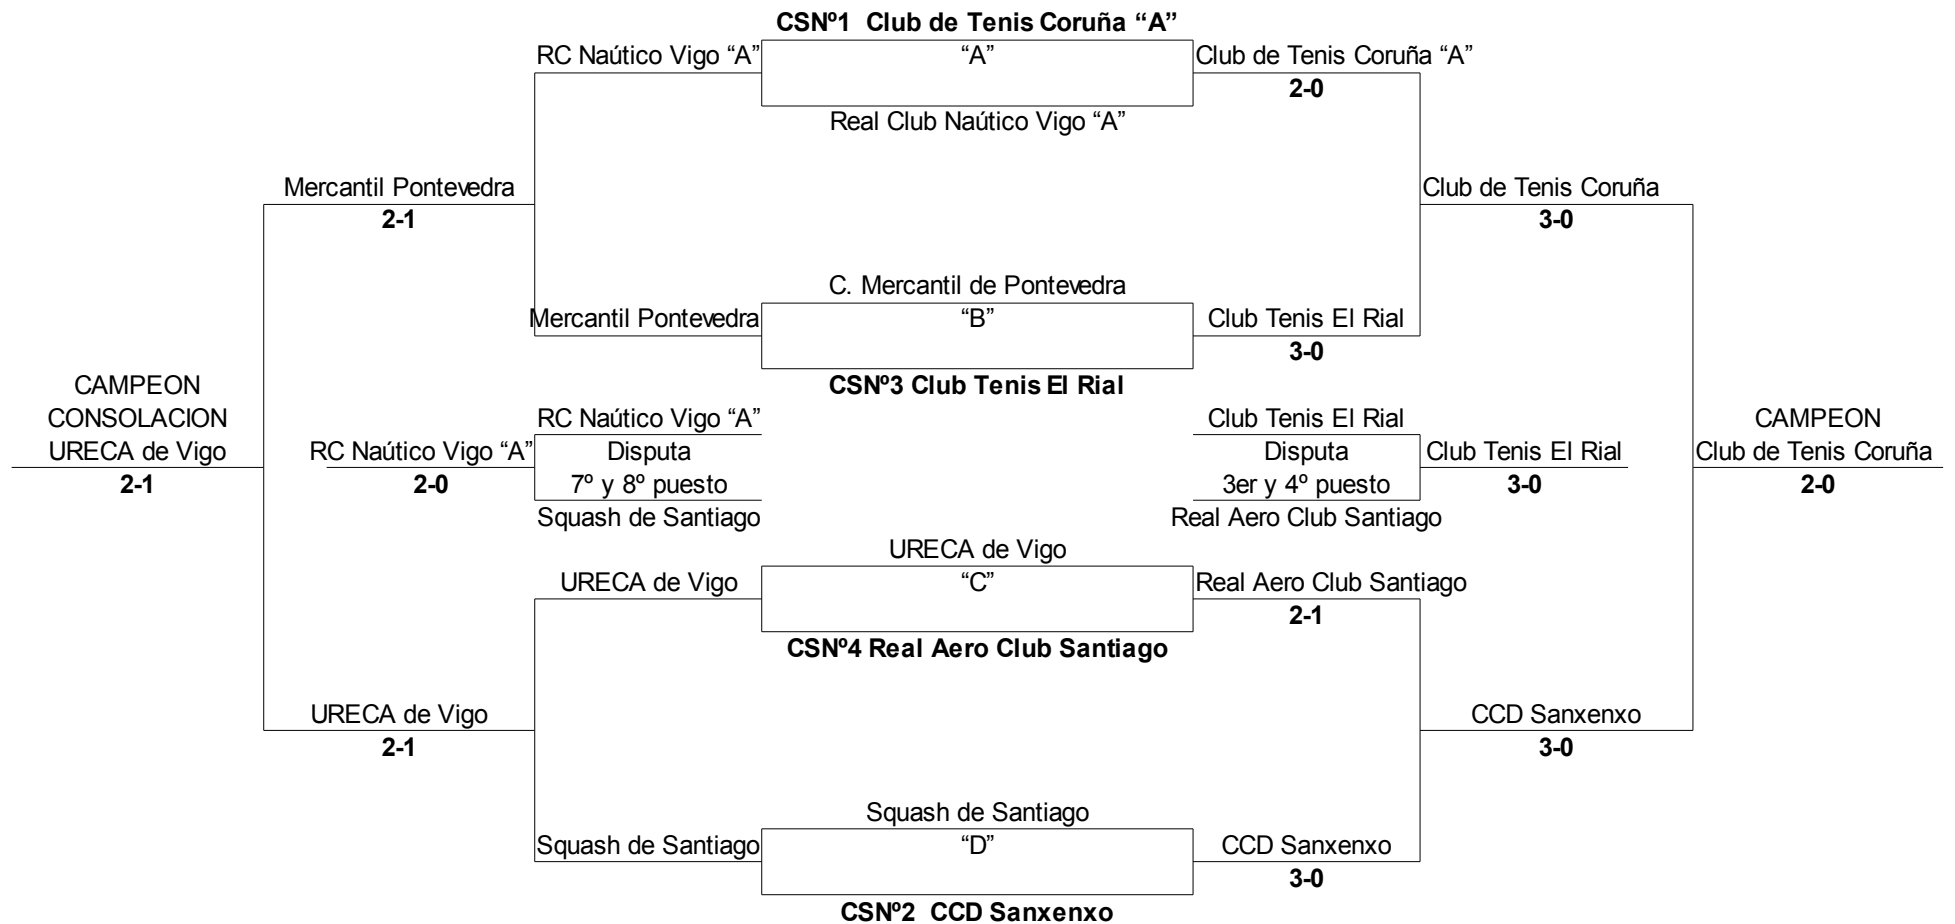 CSNº1 Club de Tenis Coruña “A”
RC Naútico Vigo “A”
“A”
Club de Tenis Coruña “A”
2-0
Real Club Naútico Vigo “A”
Mercantil Pontevedra
2-1
Club de Tenis Coruña
3-0
C. Mercantil de Pontevedra
Mercantil Pontevedra
“B”
Club Tenis El Rial
3-0
CSNº3 Club Tenis El Rial
CAMPEON
CONSOLACION
URECA de Vigo
2-1
RC Naútico Vigo “A”
2-0
RC Naútico Vigo “A”
Disputa
7º y 8º puesto
Squash de Santiago
Club Tenis El Rial
Disputa
3er y 4º puesto
Real Aero Club Santiago
Club Tenis El Rial
3-0
CAMPEON
Club de Tenis Coruña
2-0
URECA de Vigo
URECA de Vigo
“C”
Real Aero Club Santiago
2-1
CSNº4 Real Aero Club Santiago
URECA de Vigo
2-1
CCD Sanxenxo
3-0
Squash de Santiago
Squash de Santiago
“D”
CCD Sanxenxo
3-0
CSNº2 CCD Sanxenxo